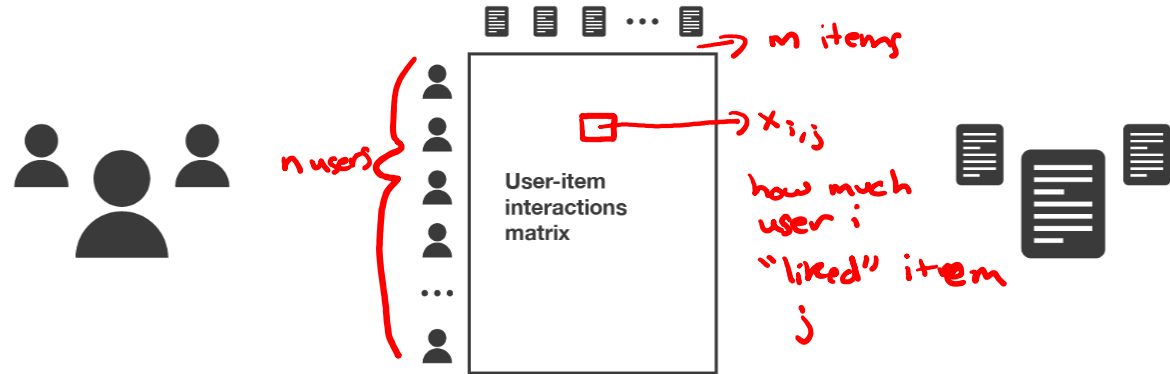 → m items
n users
User-item
interactions
matrix
x i,j
how much
user i
"liked" item
j